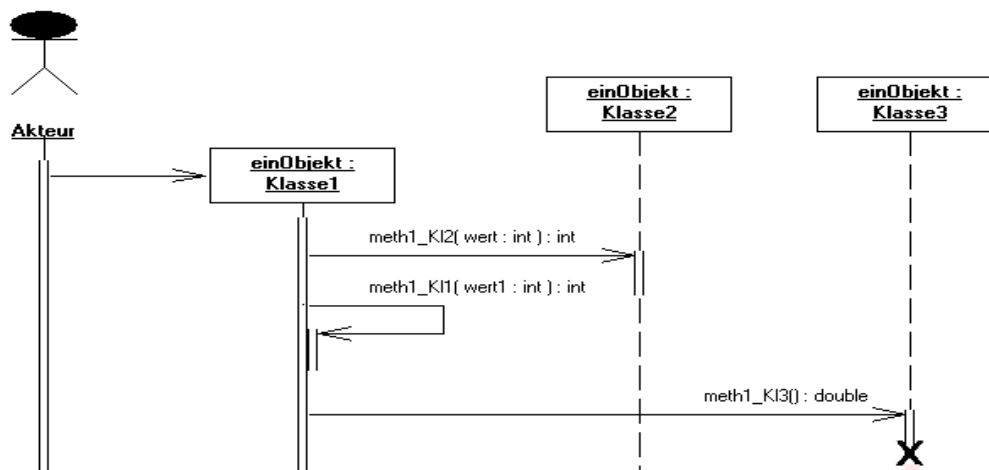 einObjekt :
Klasse2
einObjekt :
Klasse3
Akteur
einObjekt :
Klasse1
meth1_Kl2( wert : int ) : int
meth1_Kl1( wert1 : int ) : int
meth1_Kl3() : double